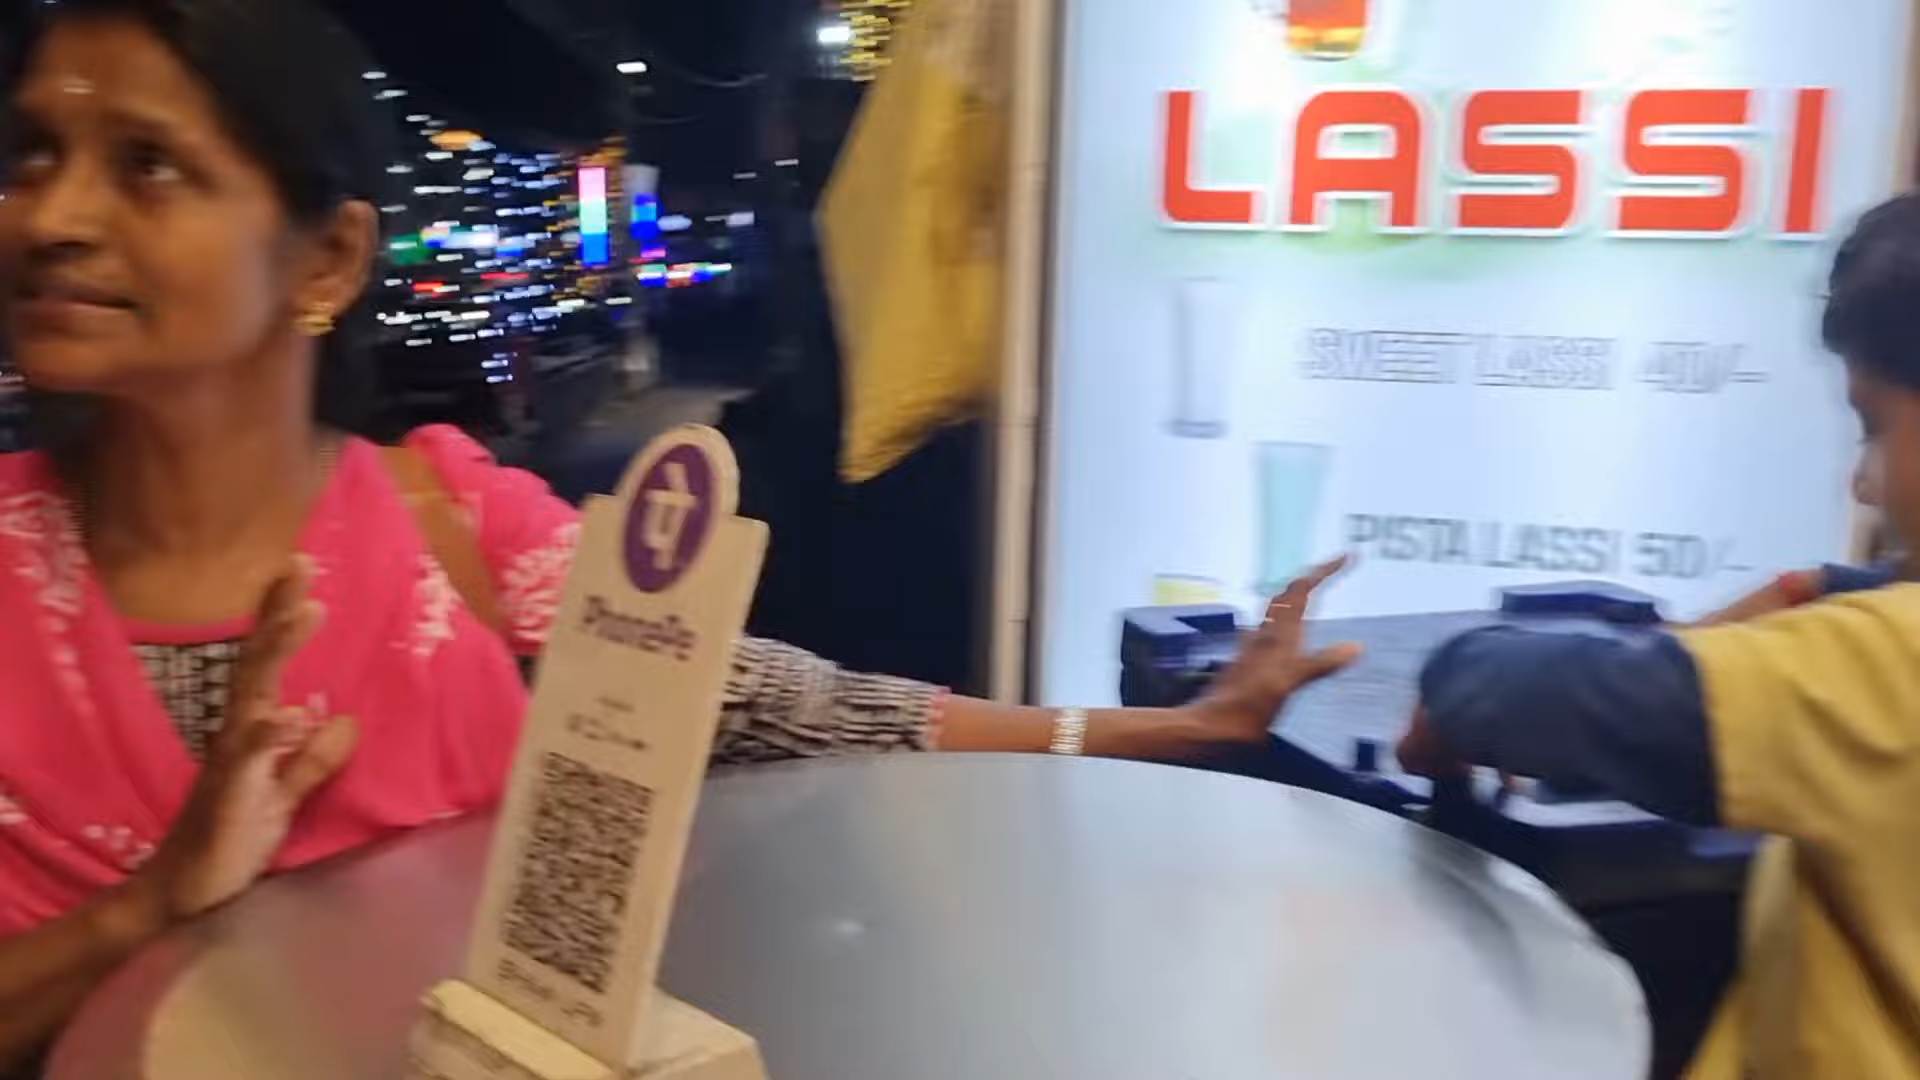 LASSI
SWEET LASSI 40/-
PISTA LASSI 50/-
पे
PhonePe